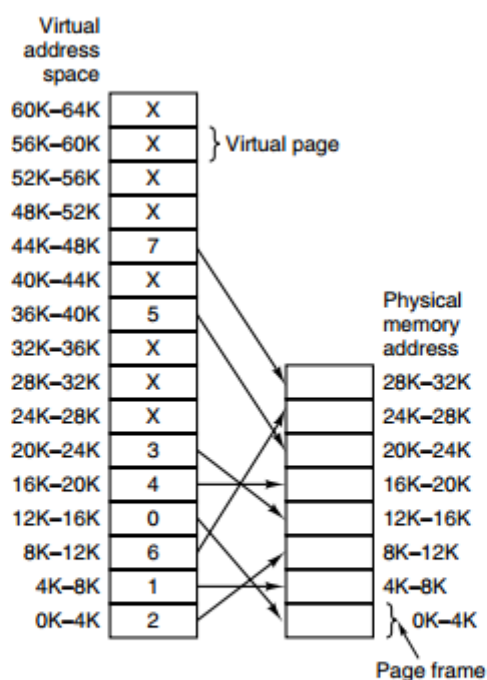 Virtual
address
space
60K–64K X
56K–60K X Virtual page
52K–56K X
48K–52K X
44K–48K 7
40K–44K X
36K–40K 5
32K–36K X
28K–32K X
24K–28K X
20K–24K 3
16K–20K 4
12K–16K 0
8K–12K 6
4K–8K 1
0K–4K 2
Physical
memory
address
28K–32K
24K–28K
20K–24K
16K–20K
12K–16K
8K–12K
4K–8K
0K–4K
Page frame